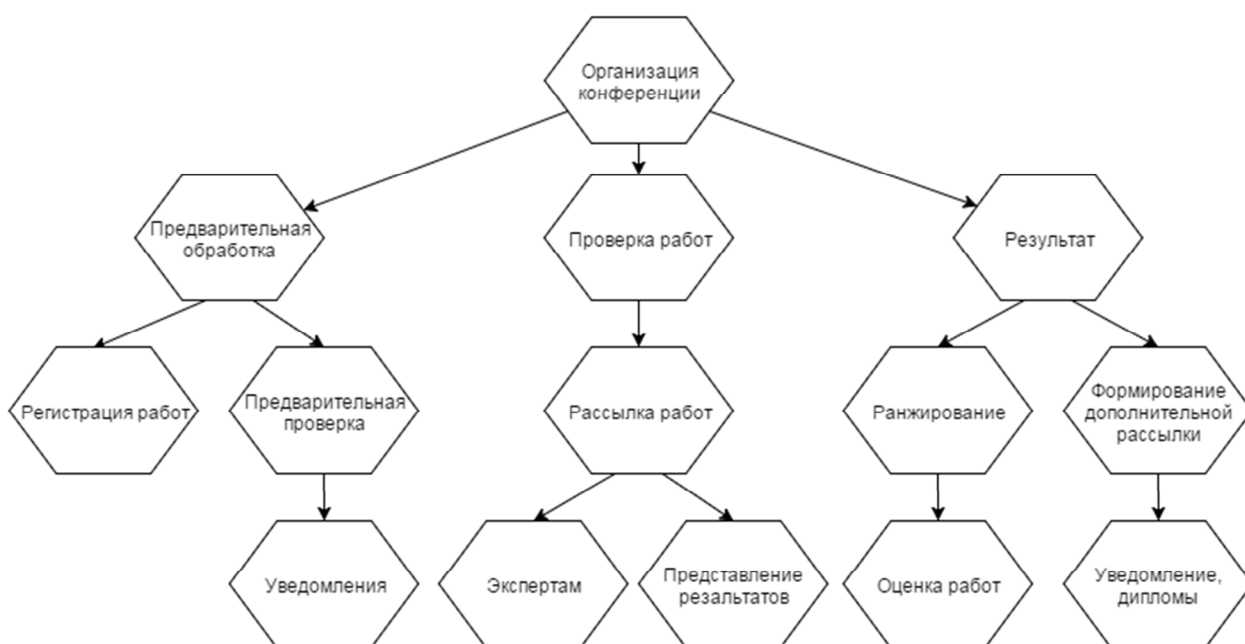 Организация
конференции
Предварительная
обработка
Проверка работ
Результат
Регистрация работ
Предварительная
проверка
Рассылка работ
Ранжирование
Формирование
дополнительной
рассылки
Уведомления
Экспертам
Представление
резальтатов
Оценка работ
Уведомление,
дипломы